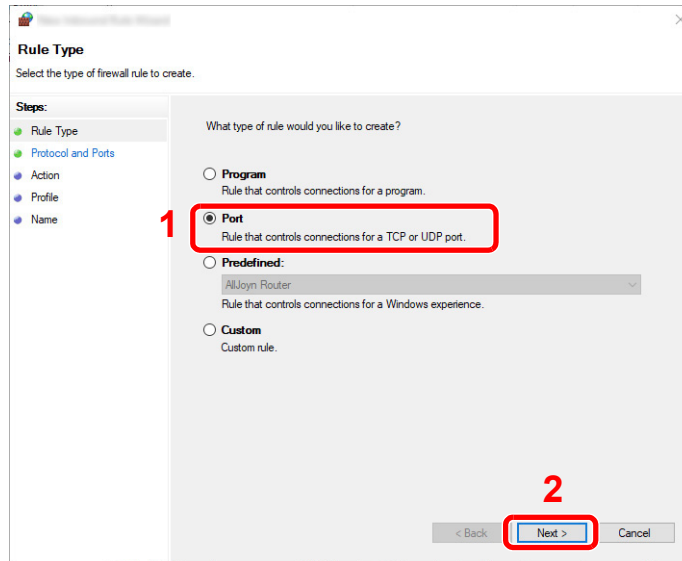 Rule Type
Select the type of firewall rule to create.
Steps:
Rule Type
Protocol and Ports
Action
Profile
Name
What type of rule would you like to create?
Program
Rule that controls connections for a program.
1
Port
Rule that controls connections for a TCP or UDP port.
Predefined:
AllJoyn Router
Rule that controls connections for a Windows experience.
Custom
Custom rule.
2
< Back
Next >
Cancel